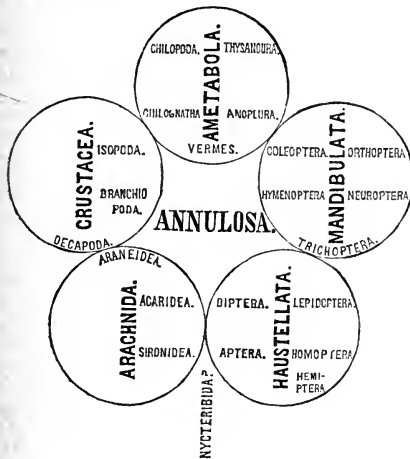 AMETABOLA.
CHILOPODA. THYSANOURA.
CHILOGNATHA ANOPLURA.
VERMES.
CRUSTACEA.
ISOPODA.
BRANCHIO
PODA.
DECAPODA.
MANDIBULATA.
COLEOPTERA ORTHOPTERA
HYMENOPTERA NEUROPTERA
TRICHOPTERA.
ANNULOSA.
ARACHNIDA.
ARANEIDEA.
ACARIDEA.
SIRONIDEA.
HAUSTELLATA.
DIPTERA. LEPIDOPTERA.
APTERA. HOMOPTERA
HEMI-
PTERA.
NYCTERIBIDA?